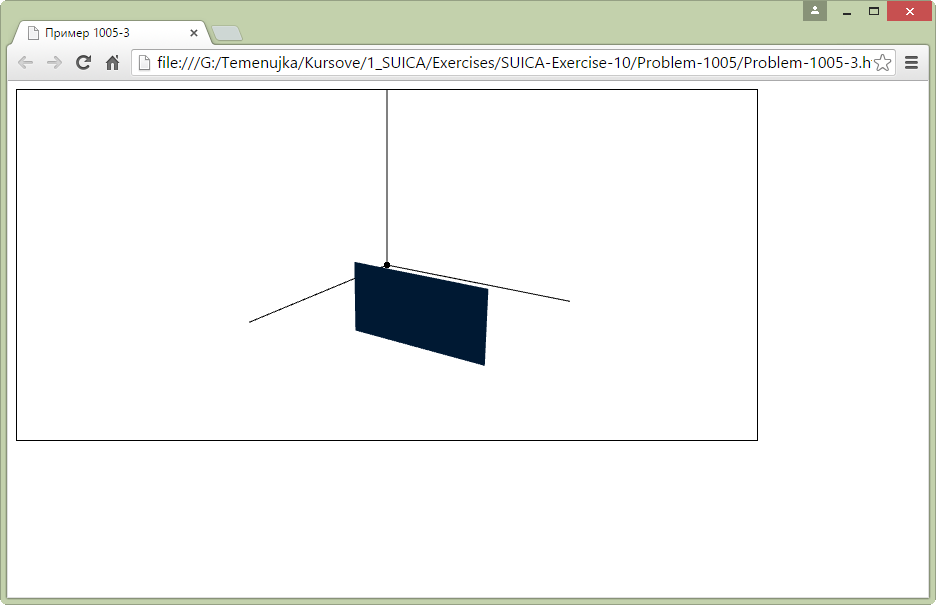 Пример 1005-3
file:///G:/Temenujka/Kursove/1_SUICA/Exercises/SUICA-Exercise-10/Problem-1005/Problem-1005-3.h